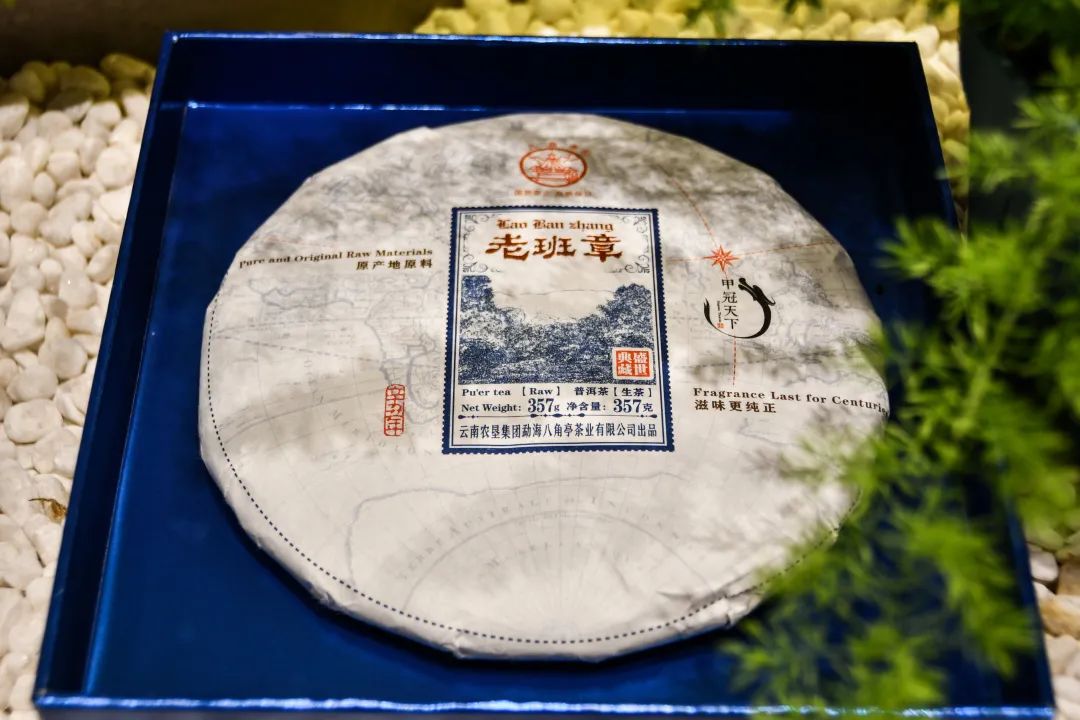 Lao Ban zhang
老班章
Pure and Original Raw Materials
原产地原料
甲冠天下
盛世
典藏
Pu'er tea 【Raw】 普洱茶【生茶】
Net Weight: 357g 净含量: 357克
云南农垦集团勐海八角亭茶业有限公司出品
Fragrance Last for Centuries
滋味更纯正